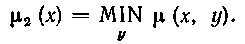 μ₂ (x) = MIN μ (x, y).
y